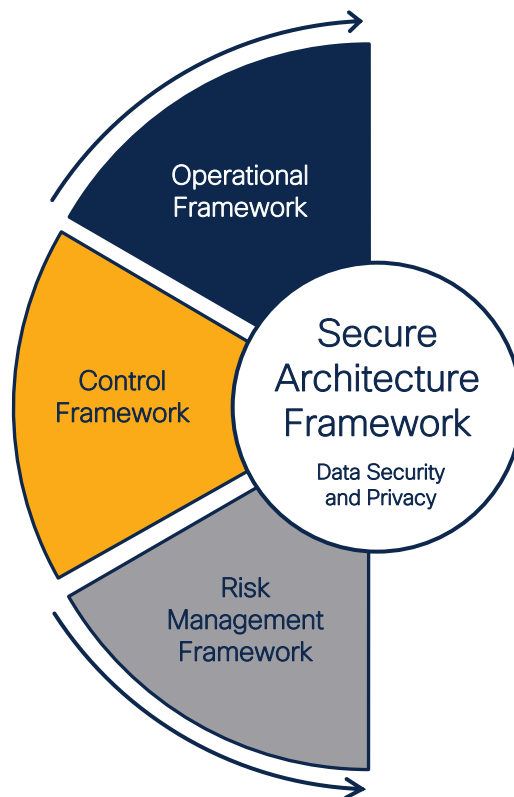 Operational
Framework
Secure
Architecture
Framework
Data Security
and Privacy
Control
Framework
Risk
Management
Framework